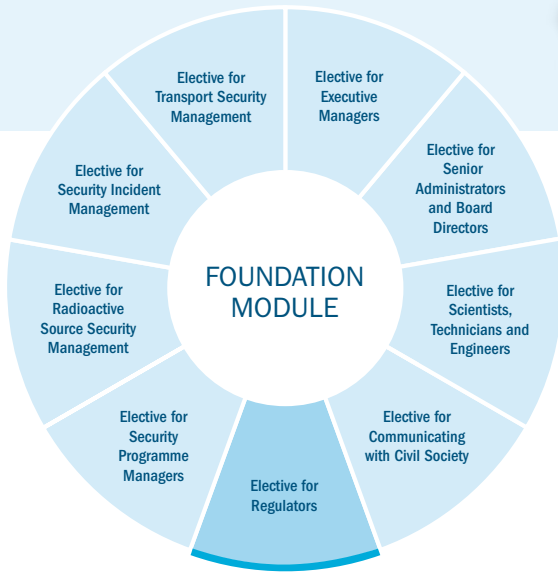 Elective for
Transport Security
Management
Elective for
Executive
Managers
Elective for
Senior
Administrators
and Board
Directors
Elective for
Scientists,
Technicians and
Engineers
Elective for
Communicating
with Civil Society
Elective for
Regulators
Elective for
Security
Programme
Managers
Elective for
Radioactive
Source Security
Management
Elective for
Security Incident
Management
FOUNDATION
MODULE